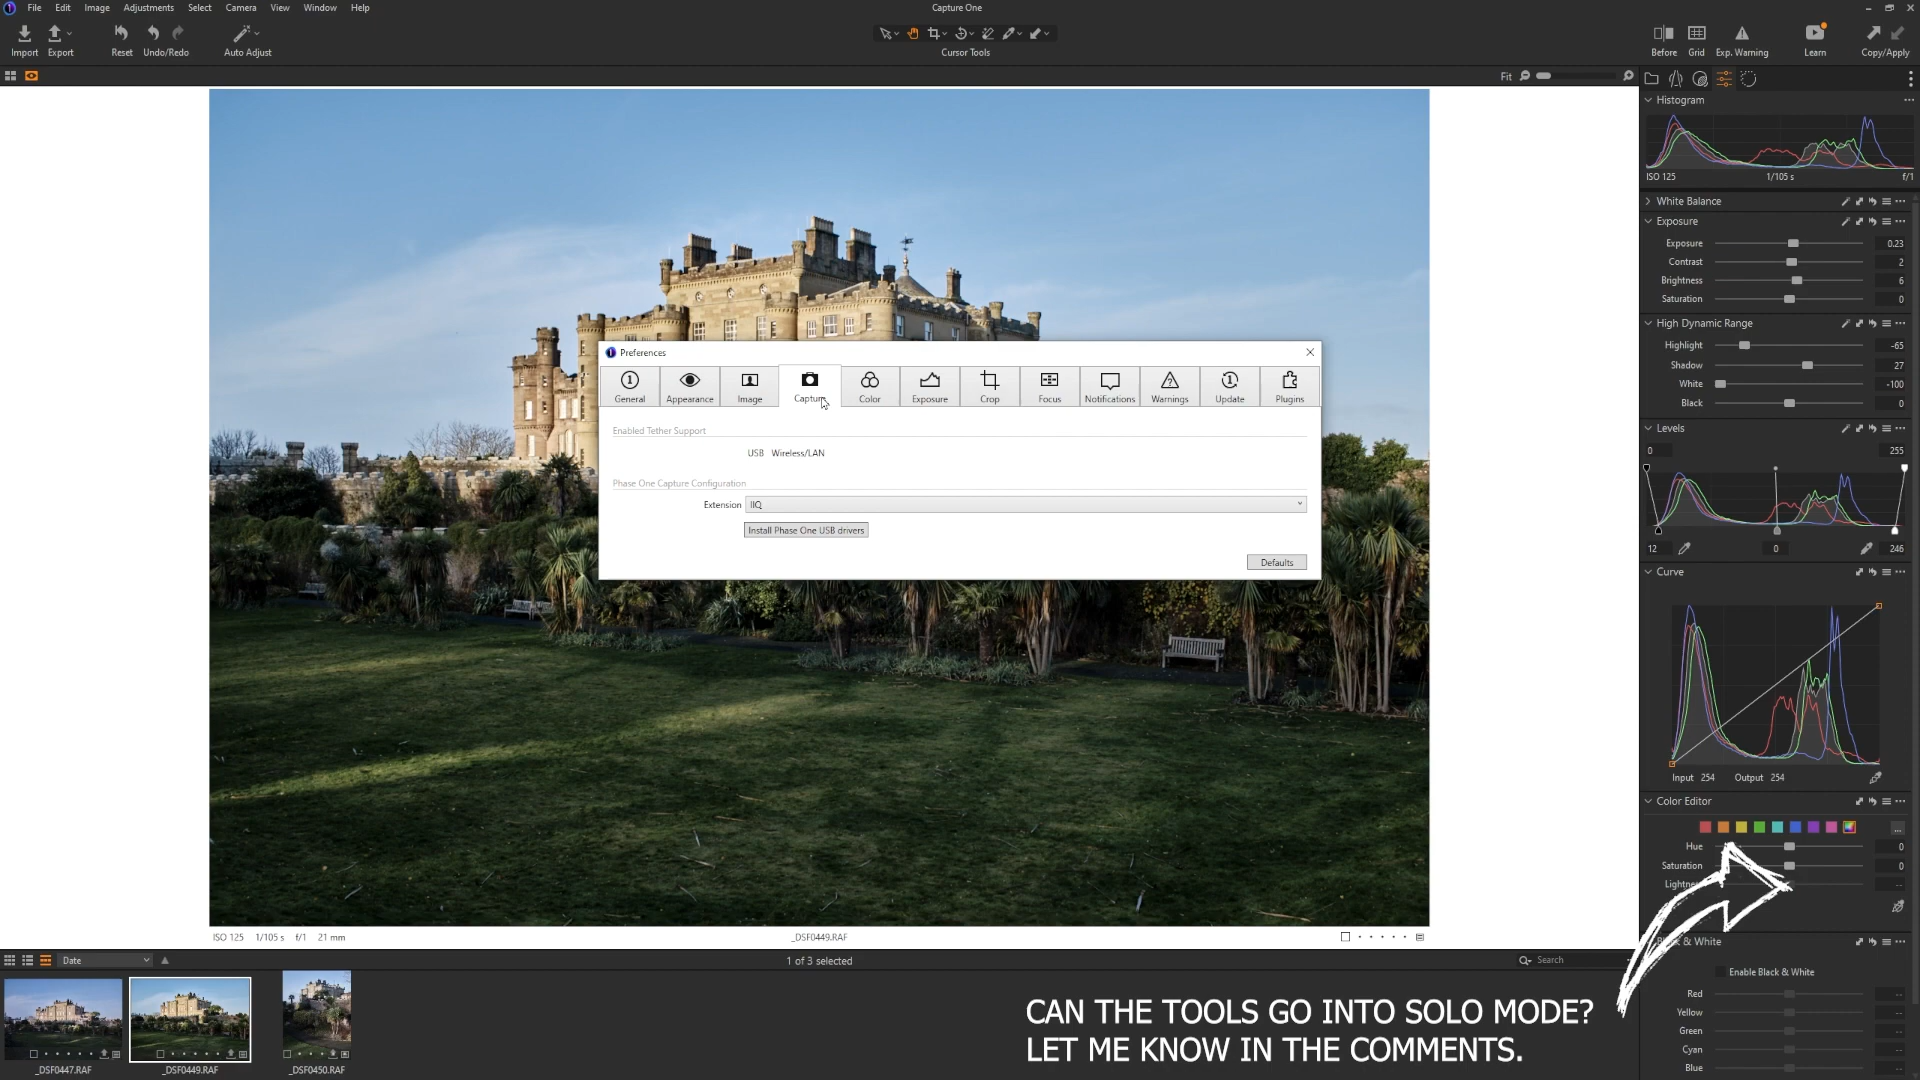 File Edit Image Adjustments Select Camera View Window Help
Capture One
Import Export Reset Undo/Redo Auto Adjust
Cursor Tools
Before Grid Exp. Warning Learn Copy/Apply
Fit
Histogram
ISO 125 1/105 s f/1
White Balance
Exposure
Exposure 0.23
Contrast 2
Brightness 6
Saturation 0
High Dynamic Range
Highlight -65
Shadow 27
White -100
Black 0
Levels
0 255
12 0 246
Curve
Input 254 Output 254
Color Editor
...
Hue 0
Saturation 0
Lightness --
Black & White
Enable Black & White
Red --
Yellow --
Green --
Cyan --
Blue --
Preferences
General Appearance Image Capture Color Exposure Crop Focus Notifications Warnings Update Plugins
Enabled Tether Support
USB Wireless/LAN
Phase One Capture Configuration
Extension IIQ
Install Phase One USB drivers
Defaults
ISO 125 1/105 s f/1 21 mm
_DSF0449.RAF
Date
1 of 3 selected
Search
_DSF0447.RAF
_DSF0449.RAF
_DSF0450.RAF
CAN THE TOOLS GO INTO SOLO MODE?
LET ME KNOW IN THE COMMENTS.